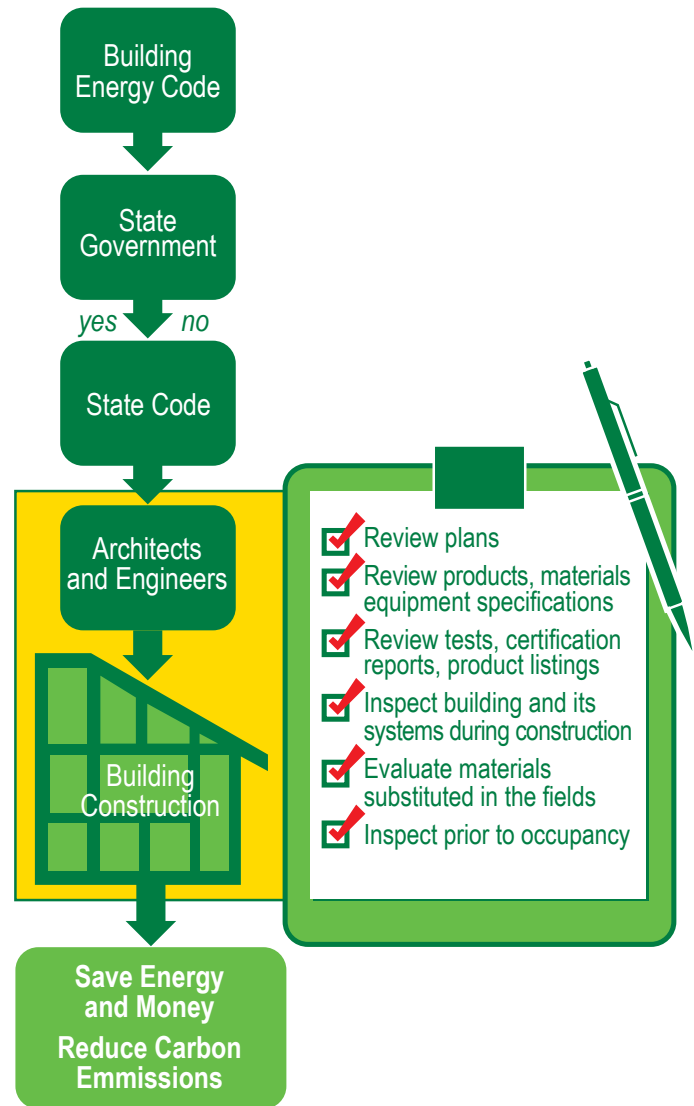 Building
Energy Code
State
Government
yes no
State Code
Architects
and Engineers
Building
Construction
Save Energy
and Money
Reduce Carbon
Emmissions
Review plans
Review products, materials
equipment specifications
Review tests, certification
reports, product listings
Inspect building and its
systems during construction
Evaluate materials
substituted in the fields
Inspect prior to occupancy